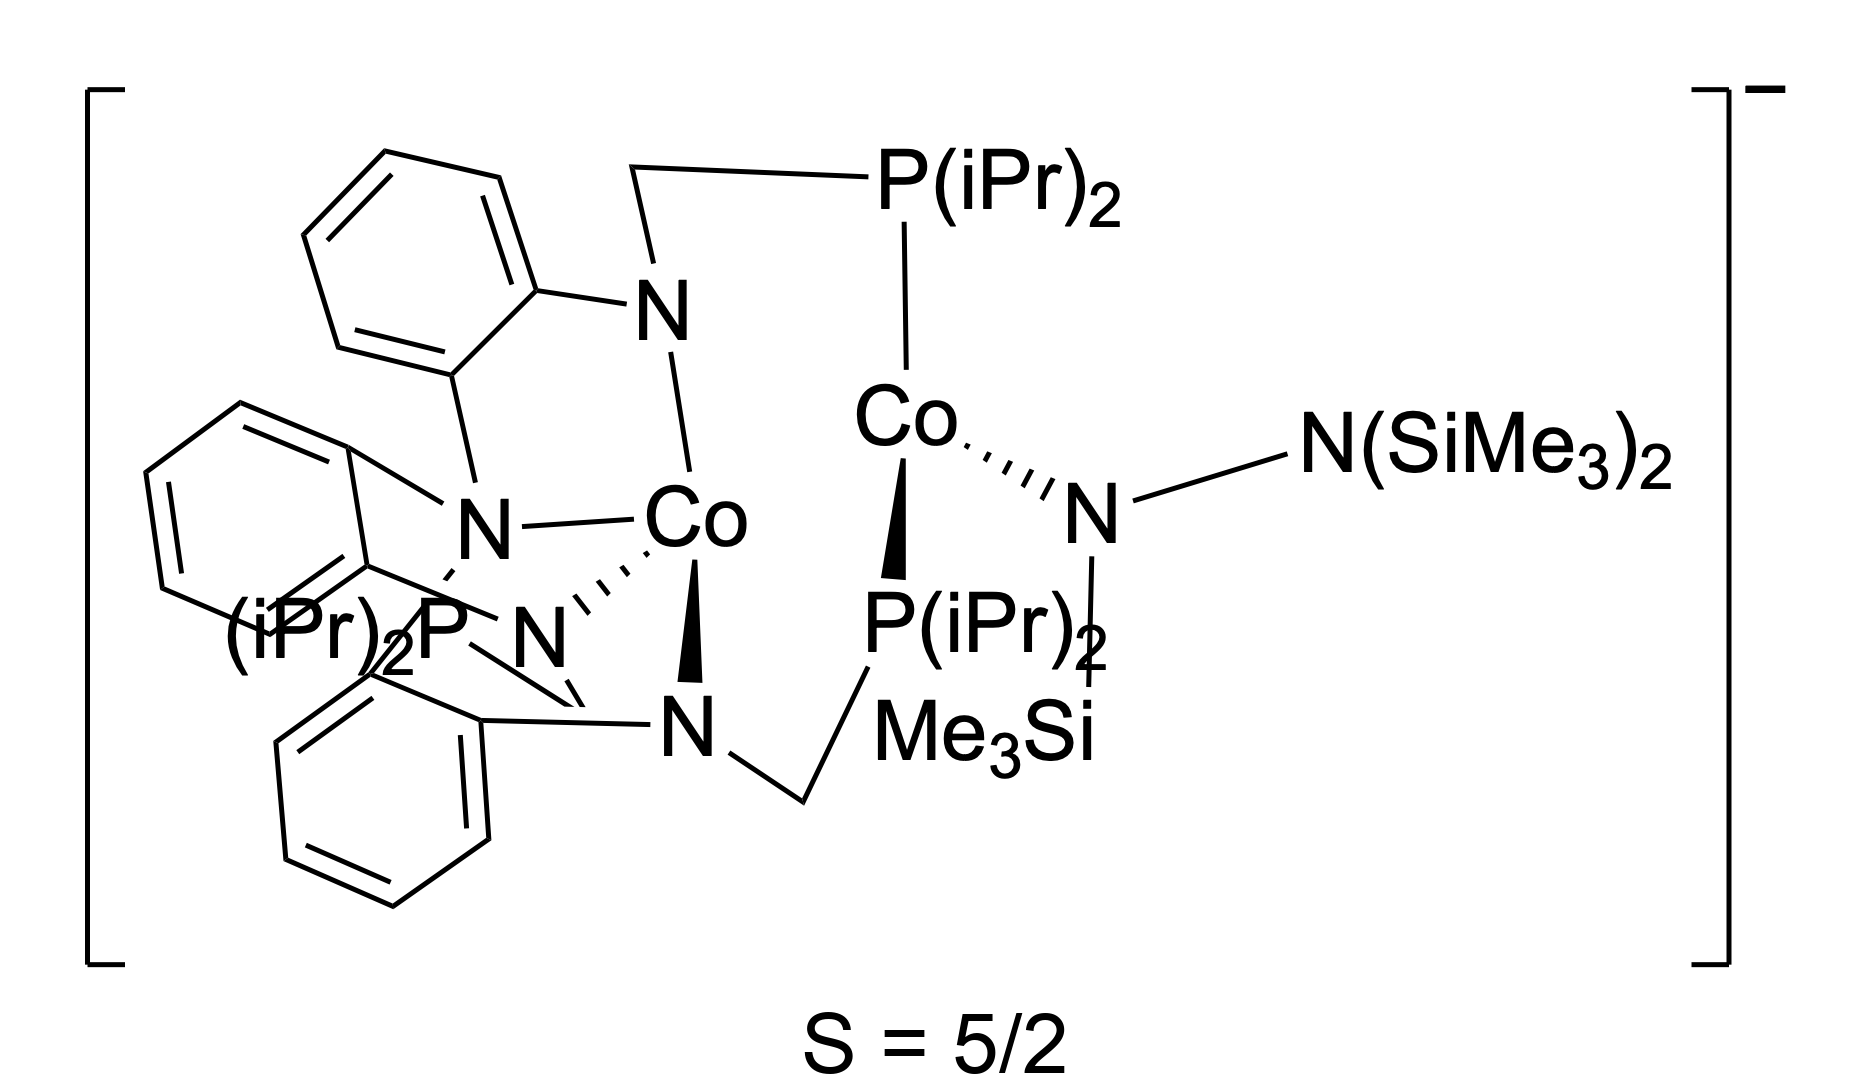 P(iPr)₂
N
Co
N(SiMe₃)₂
N
Co
N
(iPr)₂P
N
P(iPr)₂
N
Me₃Si
–
S = 5/2